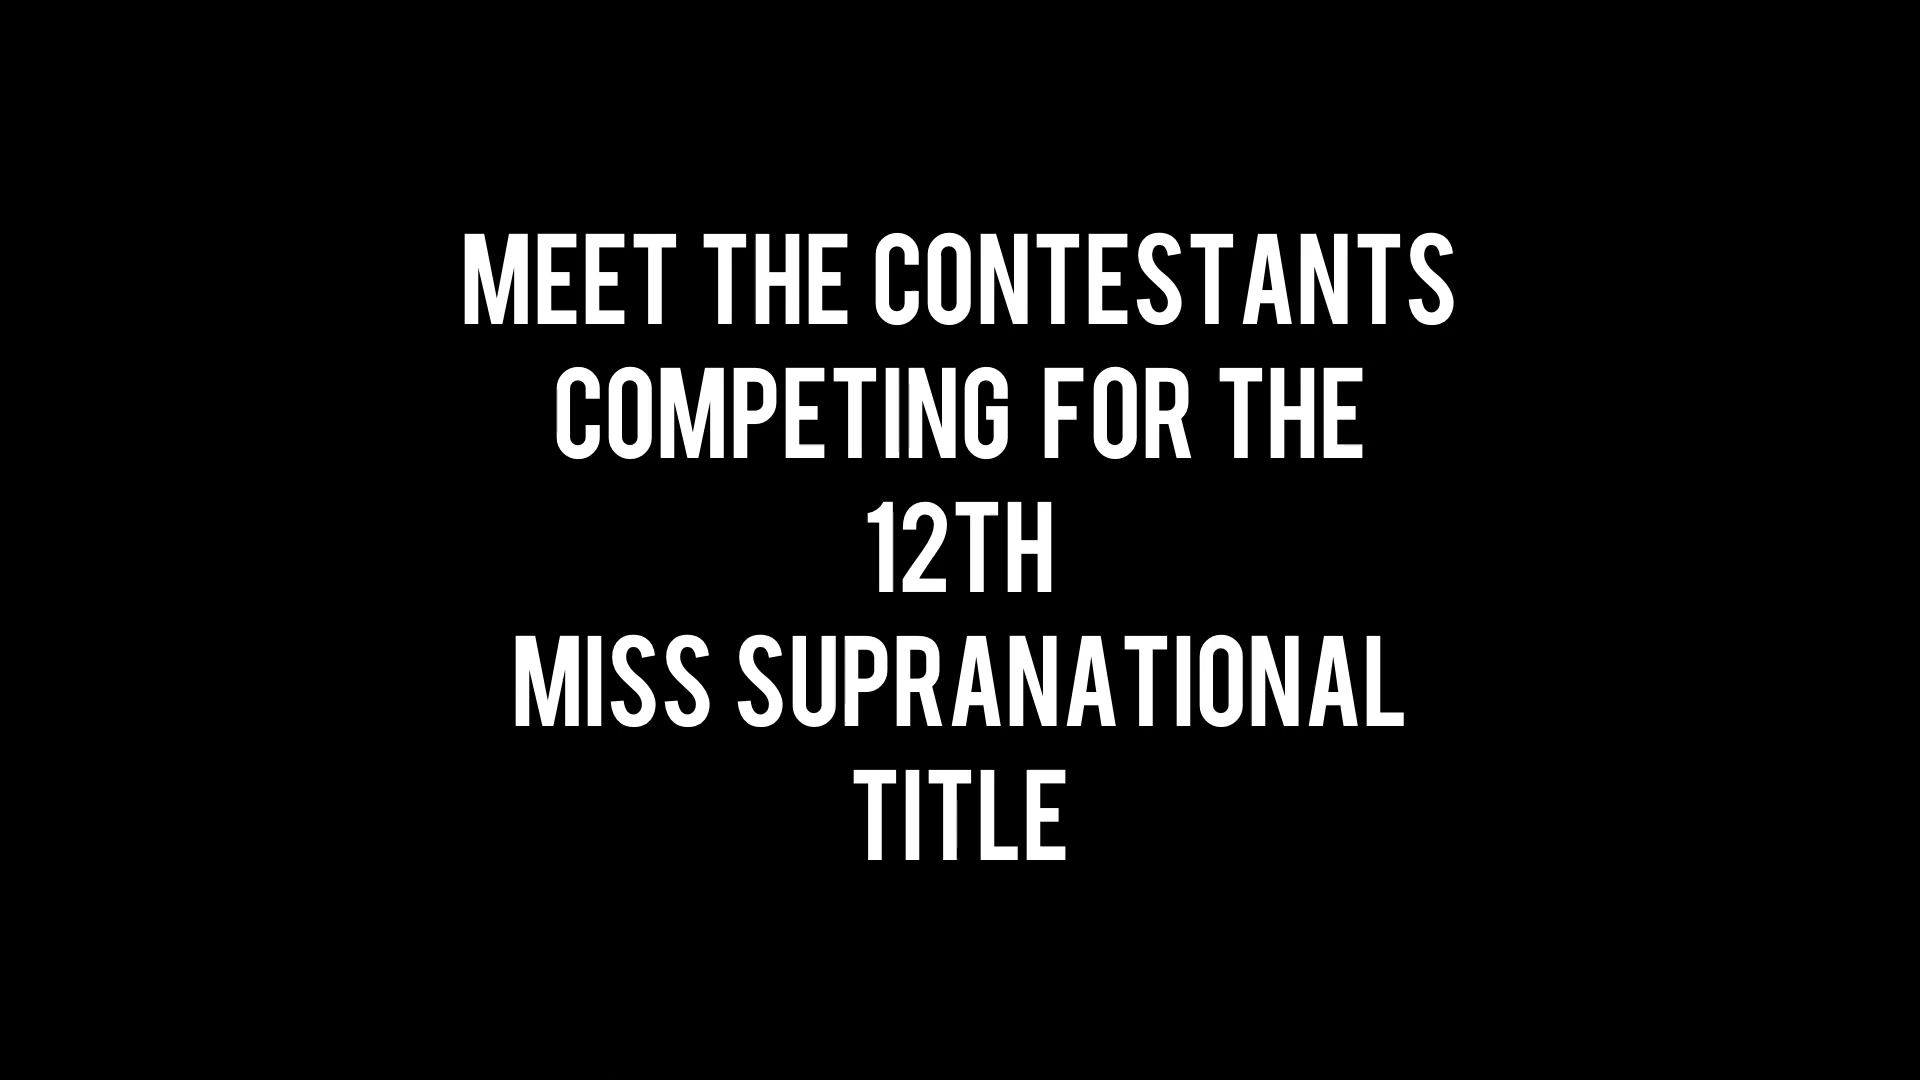 MEET THE CONTESTANTS
COMPETING FOR THE
12TH
MISS SUPRANATIONAL
TITLE